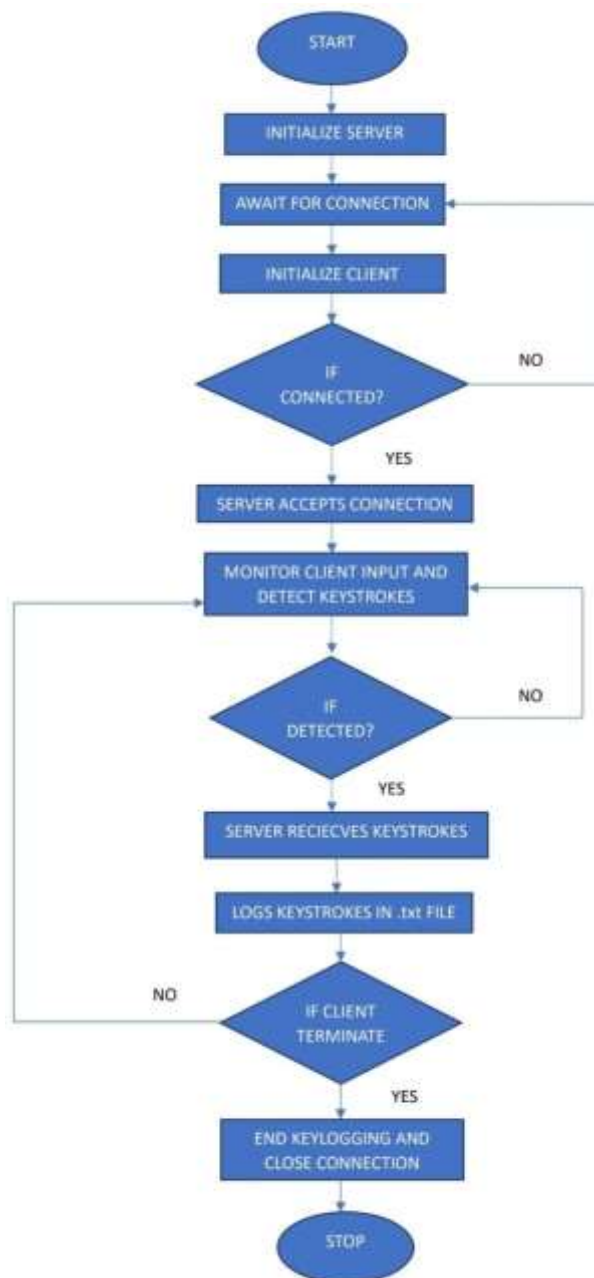 START
INITIALIZE SERVER
AWAIT FOR CONNECTION
INITIALIZE CLIENT
IF
CONNECTED?
NO
YES
SERVER ACCEPTS CONNECTION
MONITOR CLIENT INPUT AND
DETECT KEYSTROKES
IF
DETECTED?
NO
YES
SERVER RECIECVES KEYSTROKES
LOGS KEYSTROKES IN .txt FILE
NO
IF CLIENT
TERMINATE
YES
END KEYLOGGING AND
CLOSE CONNECTION
STOP